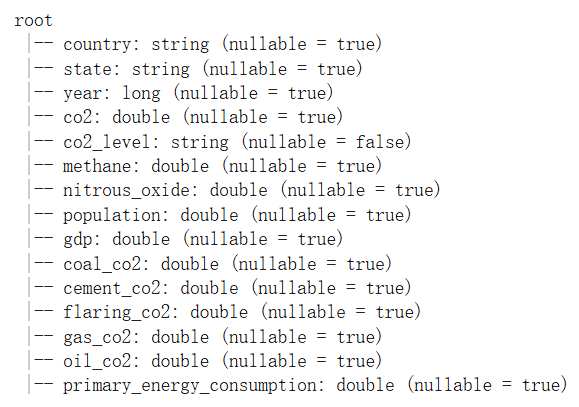 root
|-- country: string (nullable = true)
|-- state: string (nullable = true)
|-- year: long (nullable = true)
|-- co2: double (nullable = true)
|-- co2_level: string (nullable = false)
|-- methane: double (nullable = true)
|-- nitrous_oxide: double (nullable = true)
|-- population: double (nullable = true)
|-- gdp: double (nullable = true)
|-- coal_co2: double (nullable = true)
|-- cement_co2: double (nullable = true)
|-- flaring_co2: double (nullable = true)
|-- gas_co2: double (nullable = true)
|-- oil_co2: double (nullable = true)
|-- primary_energy_consumption: double (nullable = true)